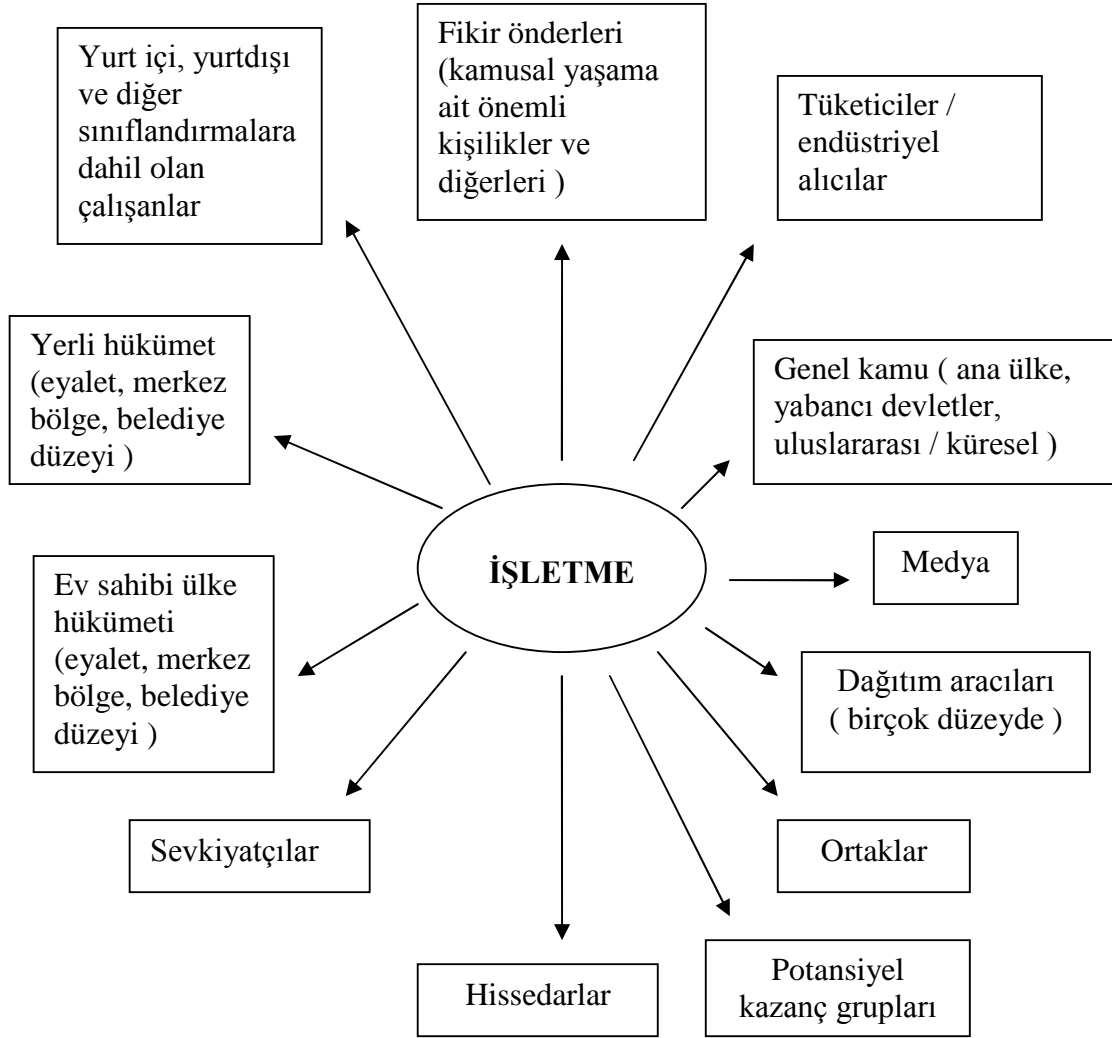 Fikir önderleri
(kamusal yaşama
ait önemli
kişilikler ve
diğerleri )
Yurt içi, yurtdışı
ve diğer
sınıflandırmalara
dahil olan
çalışanlar
Tüketiciler /
endüstriyel
alıcılar
Yerli hükümet
(eyalet, merkez
bölge, belediye
düzeyi )
Genel kamu ( ana ülke,
yabancı devletler,
uluslararası / küresel )
İŞLETME
Medya
Ev sahibi ülke
hükümeti
(eyalet, merkez
bölge, belediye
düzeyi )
Dağıtım aracıları
( birçok düzeyde )
Sevkiyatçılar
Ortaklar
Hissedarlar
Potansiyel
kazanç grupları